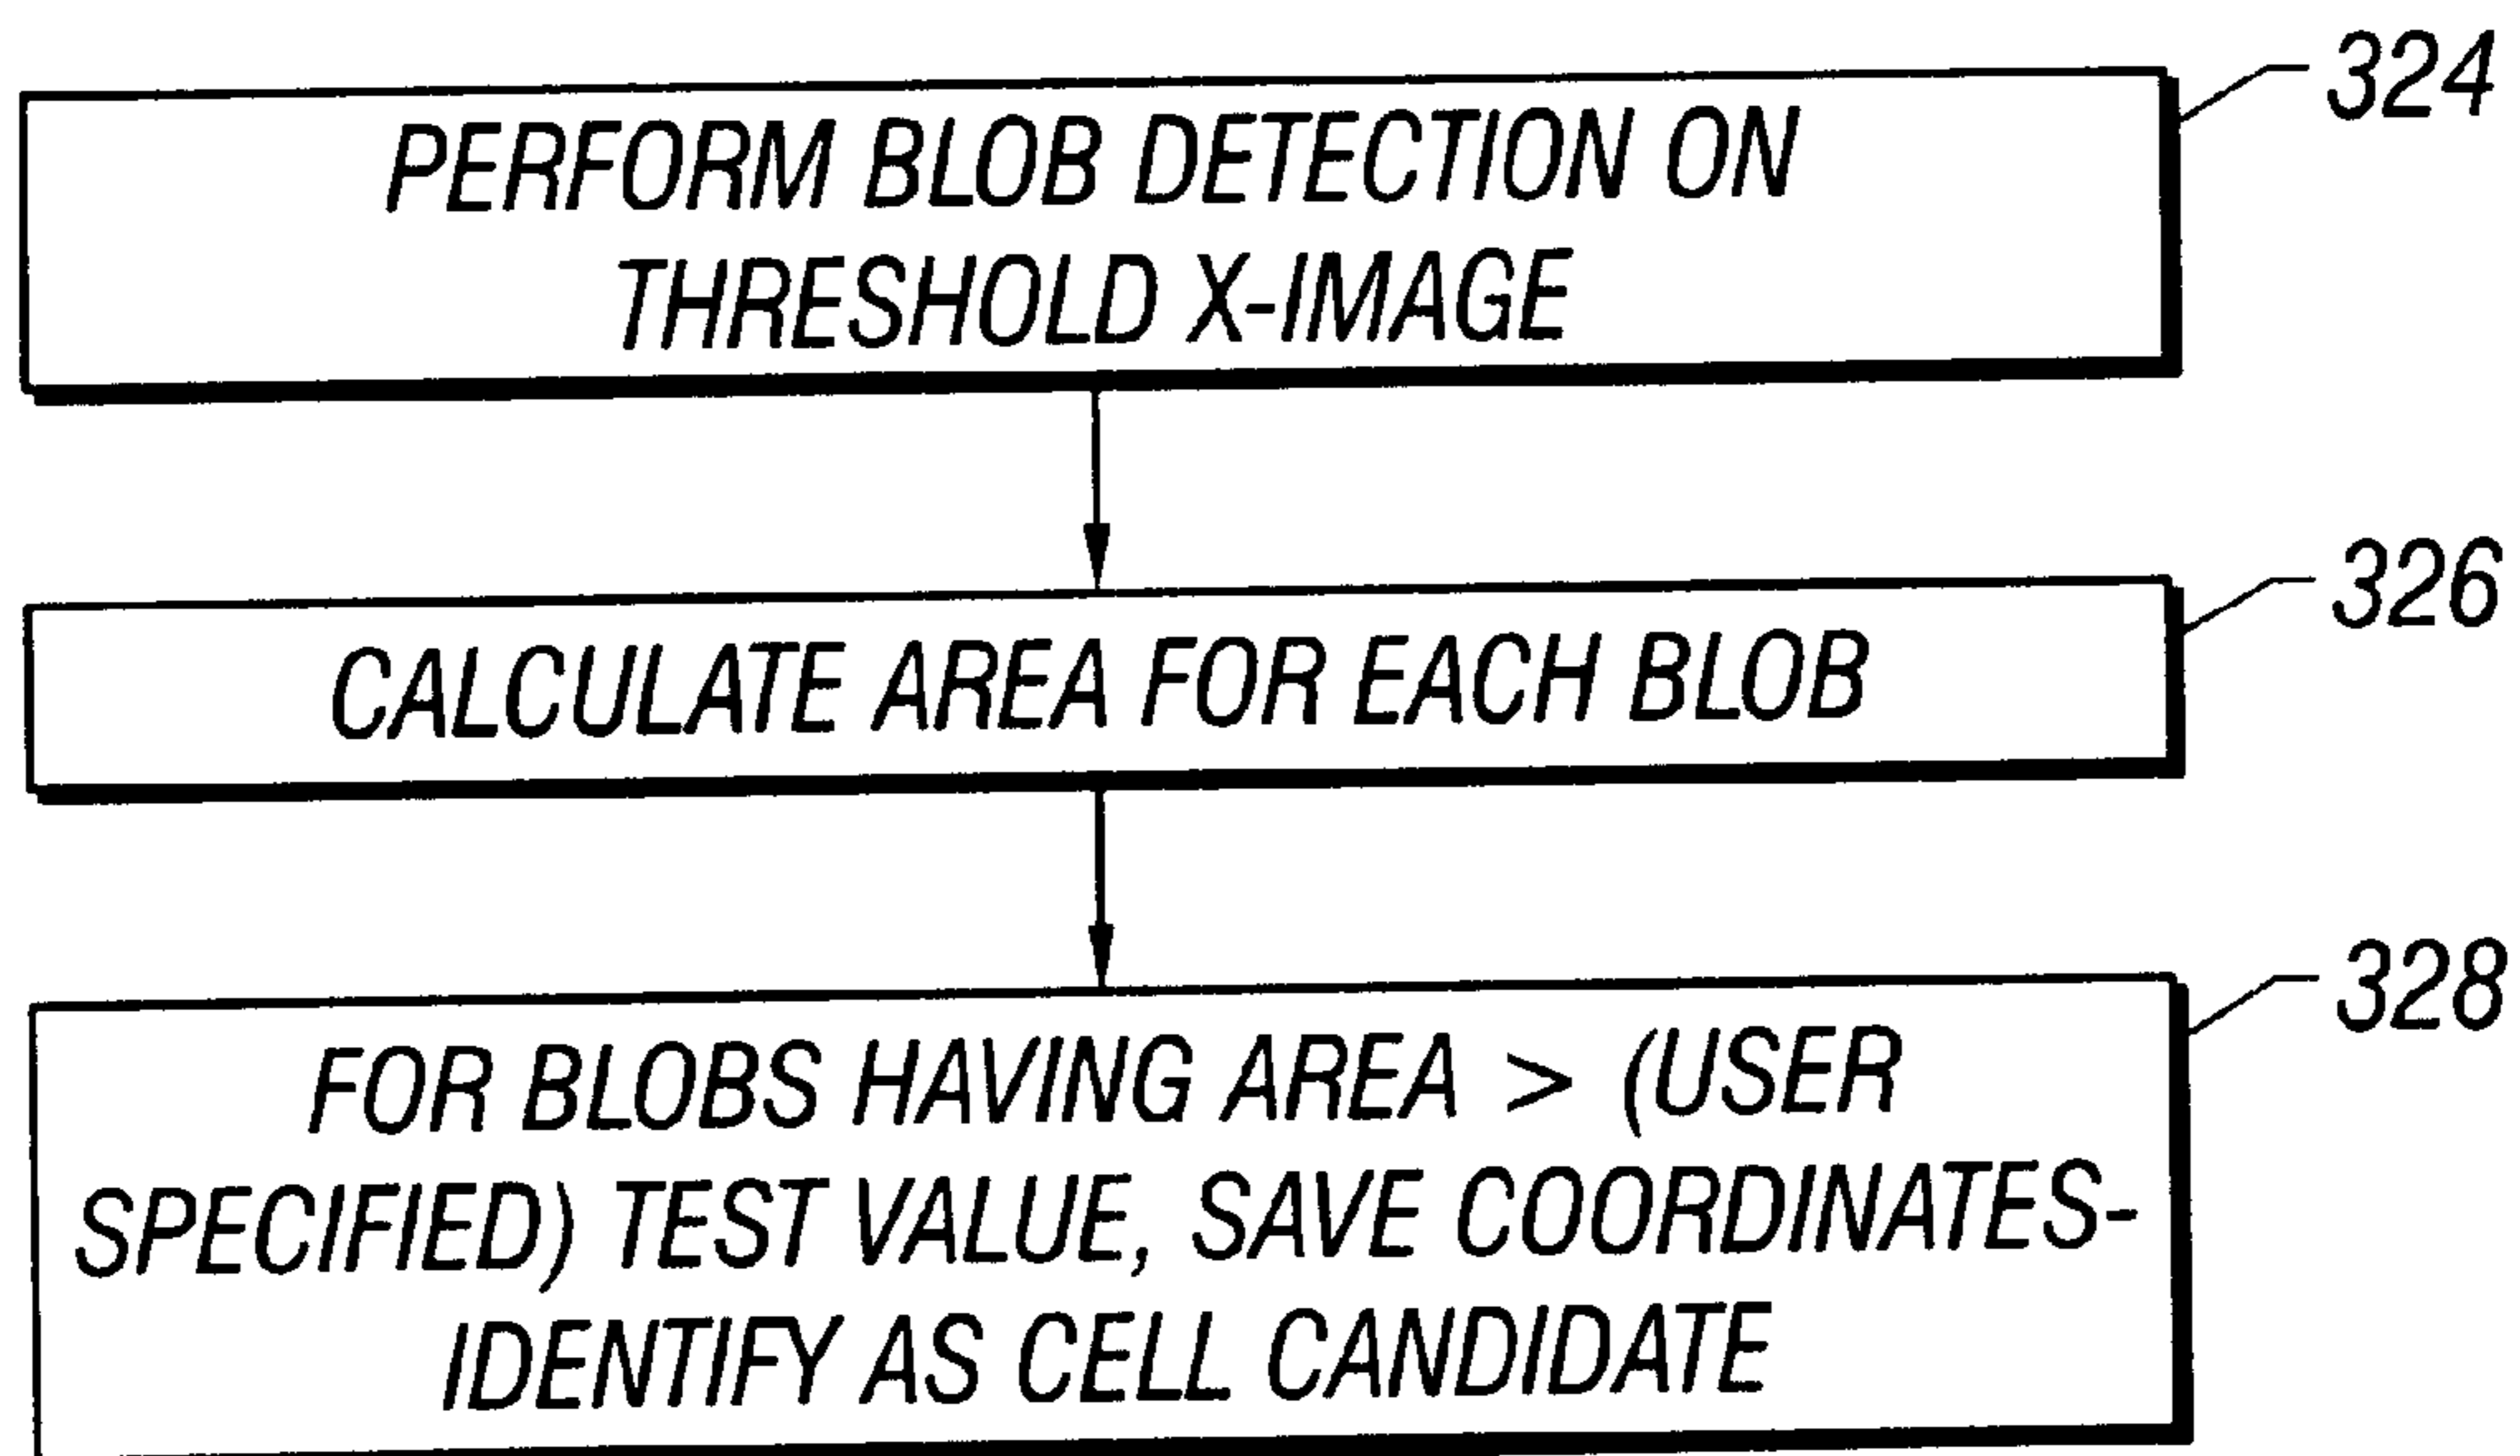 324
PERFORM BLOB DETECTION ON
THRESHOLD X-IMAGE
326
CALCULATE AREA FOR EACH BLOB
328
FOR BLOBS HAVING AREA > (USER
SPECIFIED) TEST VALUE, SAVE COORDINATES-
IDENTIFY AS CELL CANDIDATE